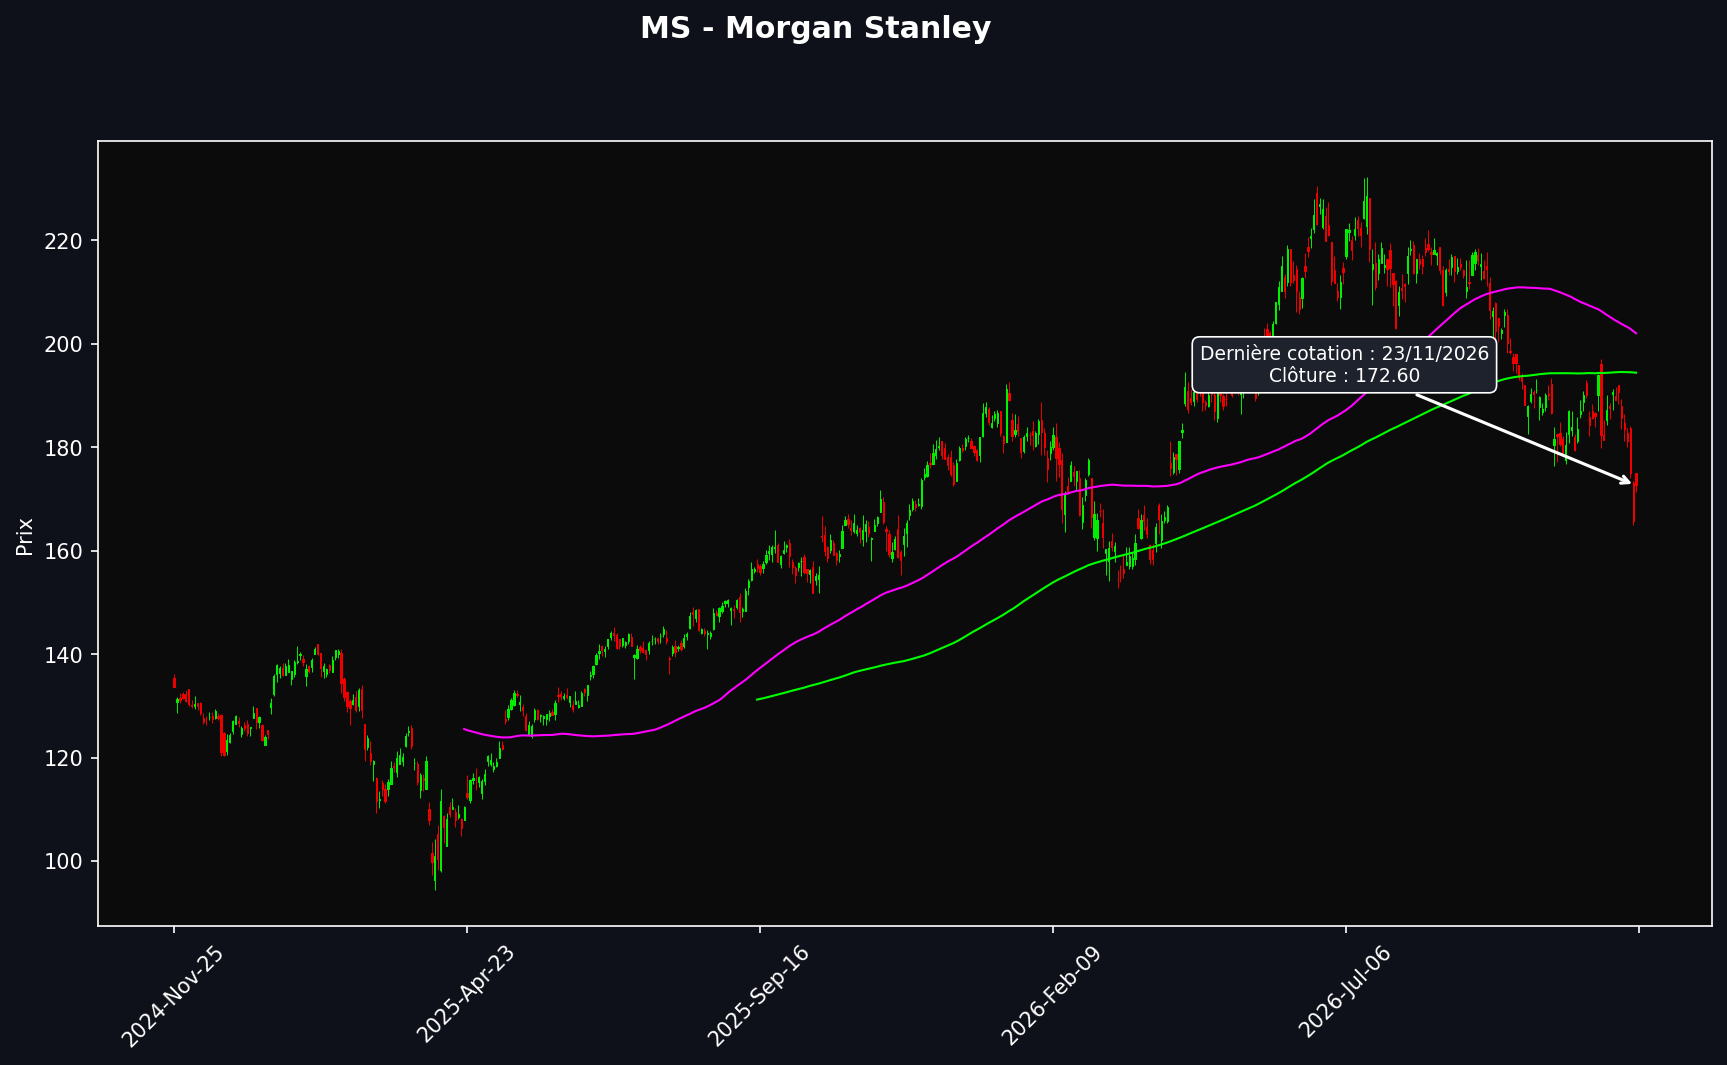 MS - Morgan Stanley
Prix
220
200
180
160
140
120
100
Dernière cotation : 23/11/2026
Clôture : 172.60
2024-Nov-25
2025-Apr-23
2025-Sep-16
2026-Feb-09
2026-Jul-06